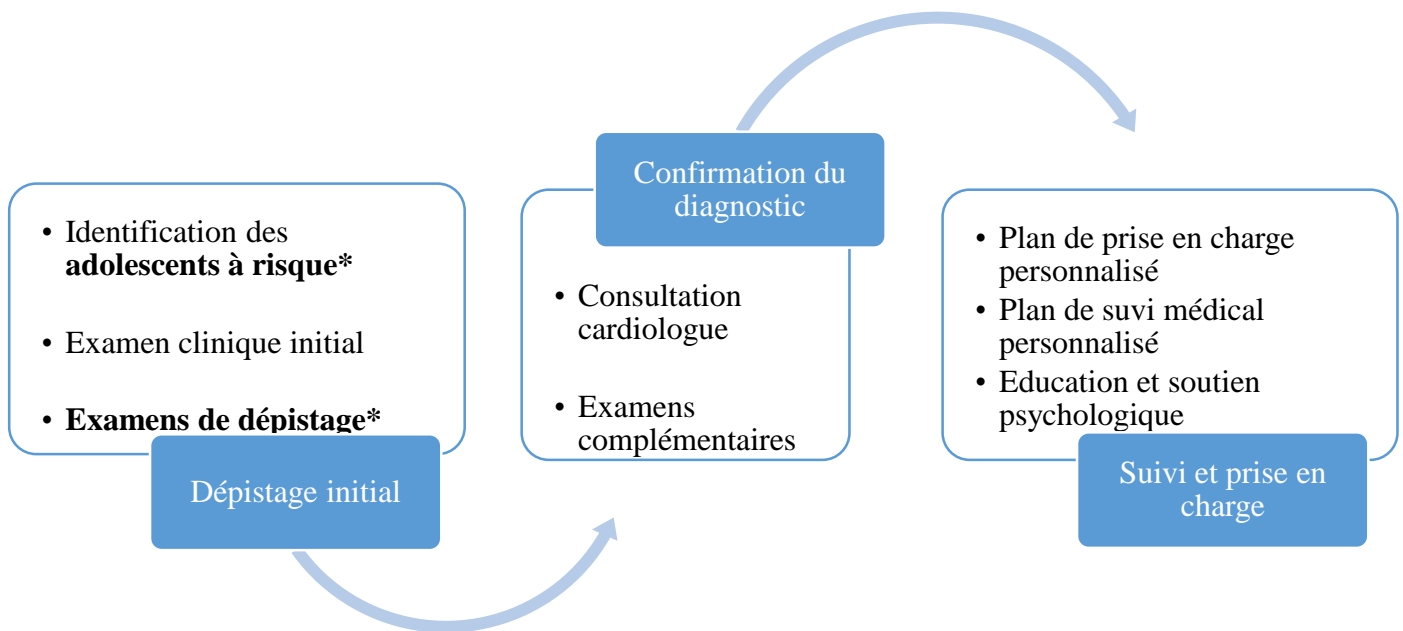 • Identification des
adolescents à risque*
• Examen clinique initial
• Examens de dépistage*
Dépistage initial
Confirmation du
diagnostic
• Consultation
cardiologue
• Examens
complémentaires
• Plan de prise en charge
personnalisé
• Plan de suvi médical
personnalisé
• Education et soutien
psychologique
Suivi et prise en
charge